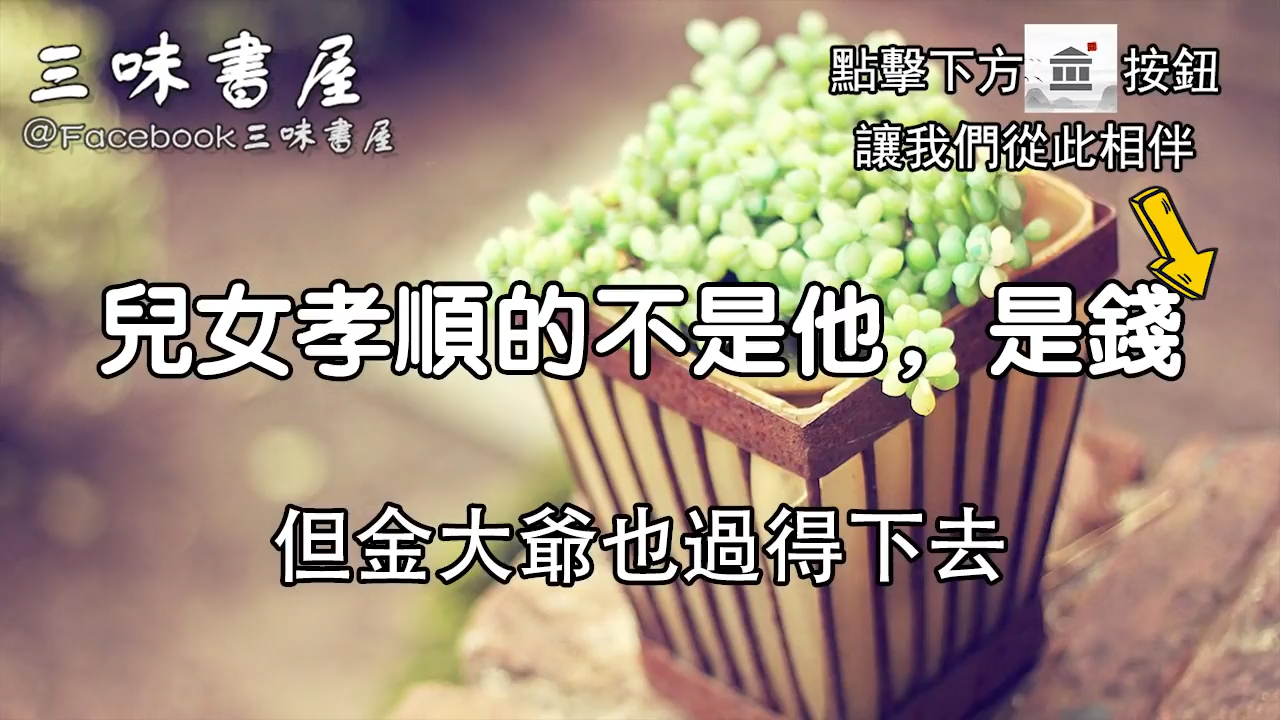 三味書屋
@Facebook三味書屋
點擊下方 按鈕
讓我們從此相伴
兒女孝順的不是他，是錢
但金大爺也過得下去